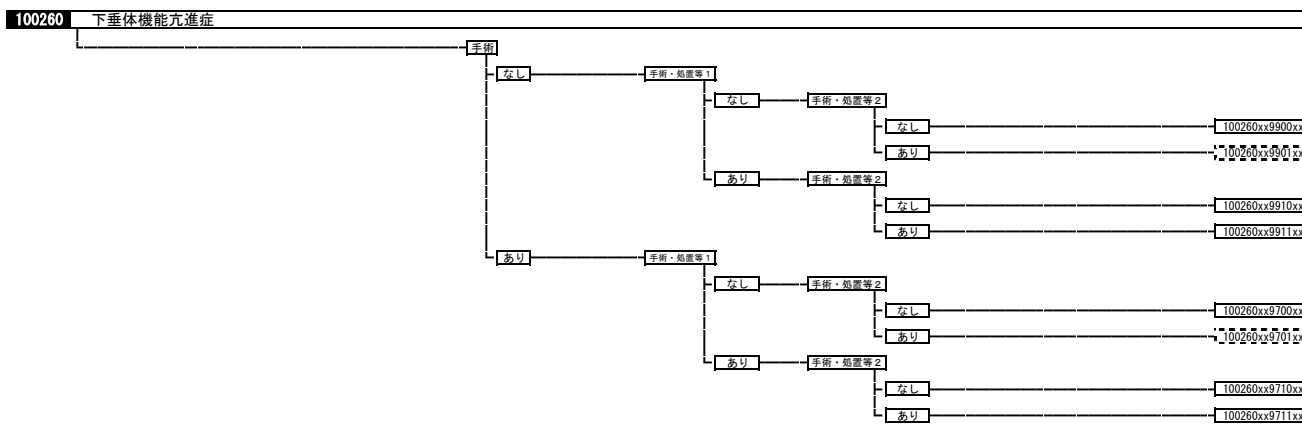 100260 下垂体機能亢進症
手術
なし 手術・処置等1
なし 手術・処置等2
なし 100260xx9900xx
あり 100260xx9901xx
あり 手術・処置等2
なし 100260xx9910xx
あり 100260xx9911xx
あり 手術・処置等1
なし 手術・処置等2
なし 100260xx9700xx
あり 100260xx9701xx
あり 手術・処置等2
なし 100260xx9710xx
あり 100260xx9711xx